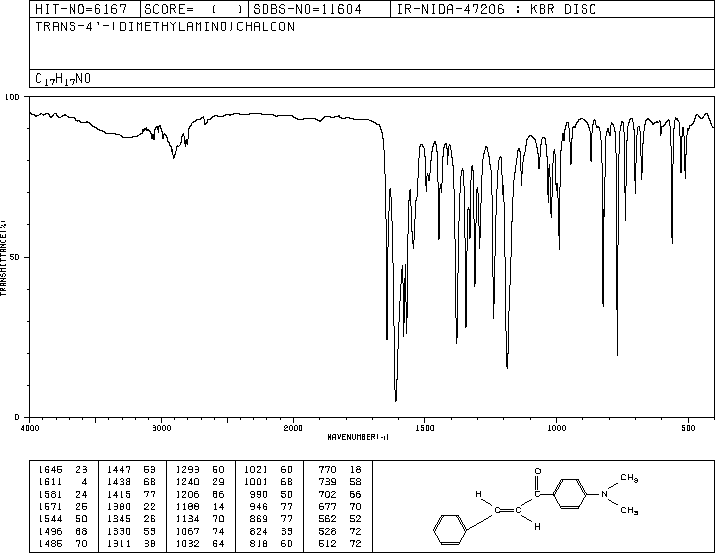 HIT-NO=6167 SCORE= ( ) SDBS-NO=11604 IR-NIDA-47206 : KBR DISC
TRANS-4'-(DIMETHYLAMINO)CHALCON
C17H17NO
100
TRANSMITTANCE(%)
50
0
4000 3000 2000 1500 1000 500
WAVENUMBER(-1)
1645 23 1447 53 1293 50 1021 60 770 18
1611 4 1438 68 1240 29 1001 68 739 58
1581 24 1415 77 1206 66 990 50 702 66
1571 25 1380 22 1188 14 946 77 677 70
1544 50 1345 26 1134 70 869 77 562 52
1496 68 1330 53 1067 74 824 33 528 72
1485 70 1311 38 1032 64 818 60 512 72
O
H C N CH3
C C CH3
H